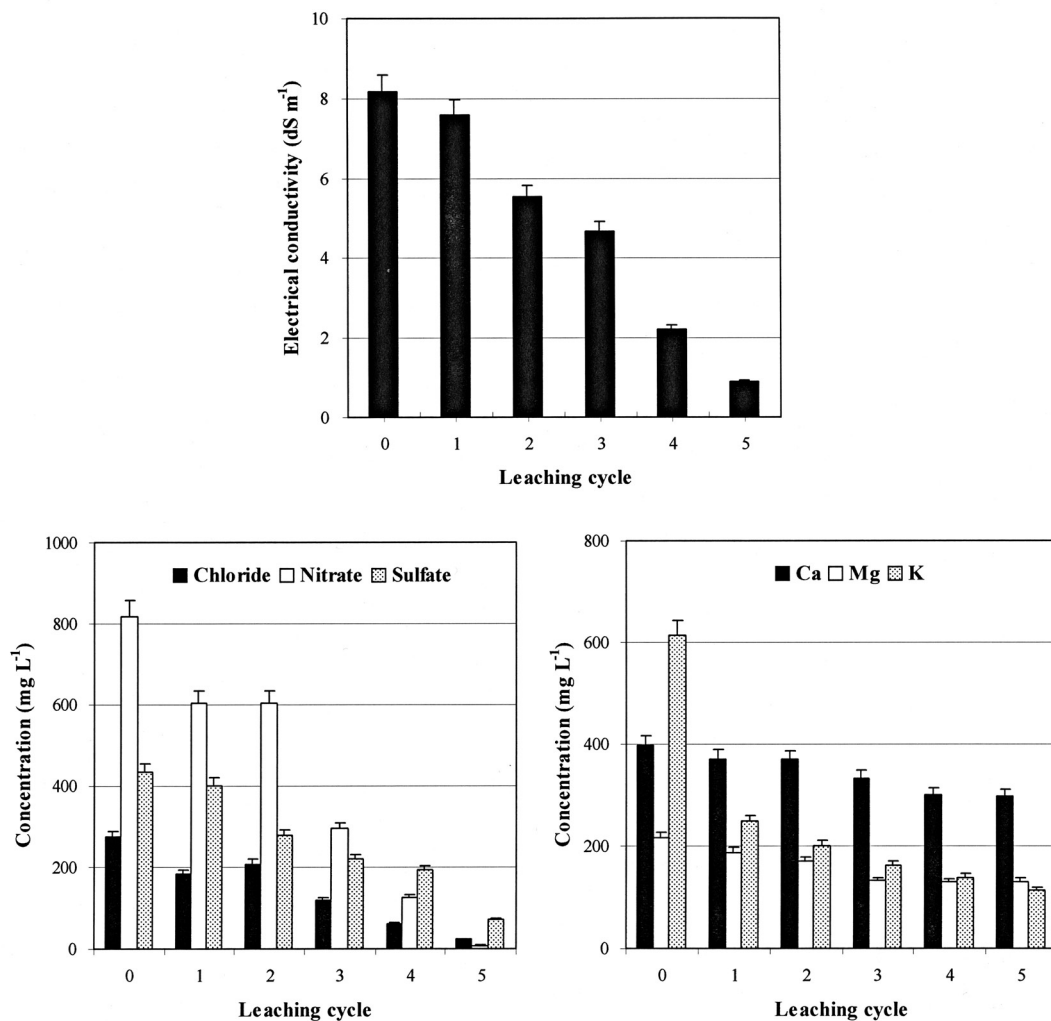 10
8
6
4
2
0
Electrical conductivity (dS m⁻¹)
0 1 2 3 4 5
Leaching cycle
1000
800
600
400
200
0
Concentration (mg L⁻¹)
Chloride Nitrate Sulfate
0 1 2 3 4 5
Leaching cycle
800
600
400
200
0
Concentration (mg L⁻¹)
Ca Mg K
0 1 2 3 4 5
Leaching cycle